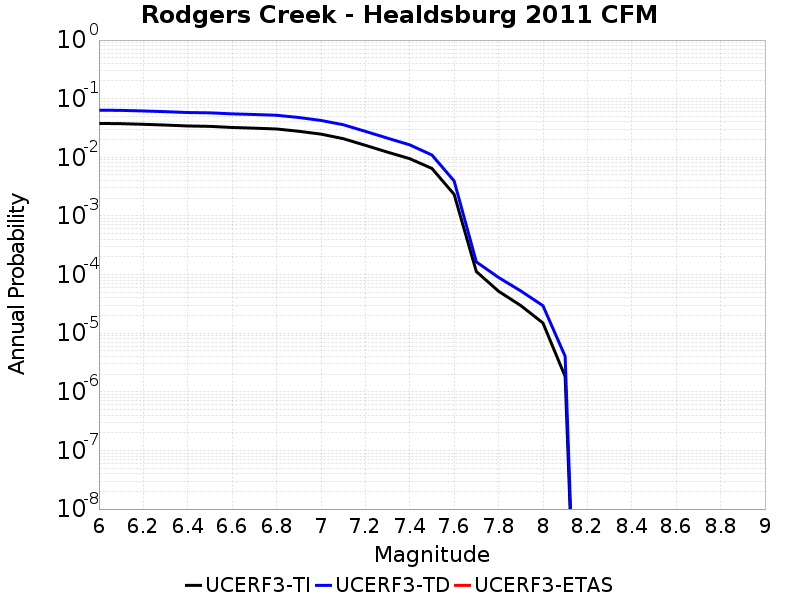 Rodgers Creek - Healdsburg 2011 CFM
Annual Probability
10^0
10^-1
10^-2
10^-3
10^-4
10^-5
10^-6
10^-7
10^-8
6 6.2 6.4 6.6 6.8 7 7.2 7.4 7.6 7.8 8 8.2 8.4 8.6 8.8 9
Magnitude
UCERF3-TI UCERF3-TD UCERF3-ETAS